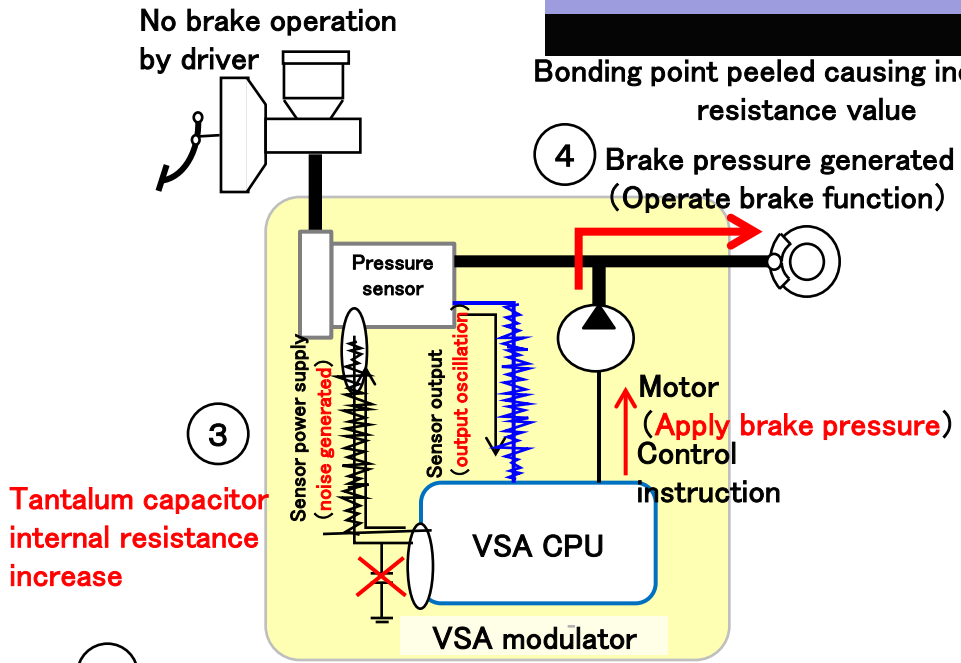 No brake operation
by driver
Bonding point peeled causing
resistance value
4
Brake pressure generated
(Operate brake function)
Pressure
sensor
Sensor power supply
(noise generated)
Sensor output
(output oscillation)
3
Motor
(Apply brake pressure)
Control
instruction
Tantalum capacitor
internal resistance
increase
VSA CPU
VSA modulator